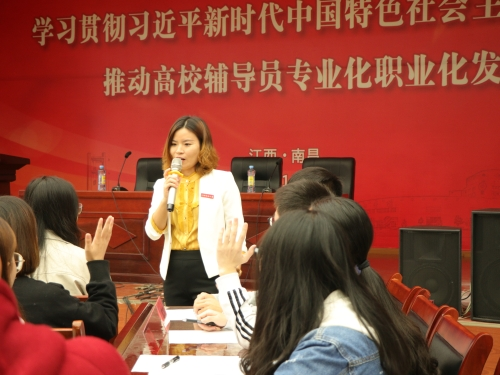 学习贯彻习近平新时代中国特色社会主
推动高校辅导员专业化职业化发
江西·南昌